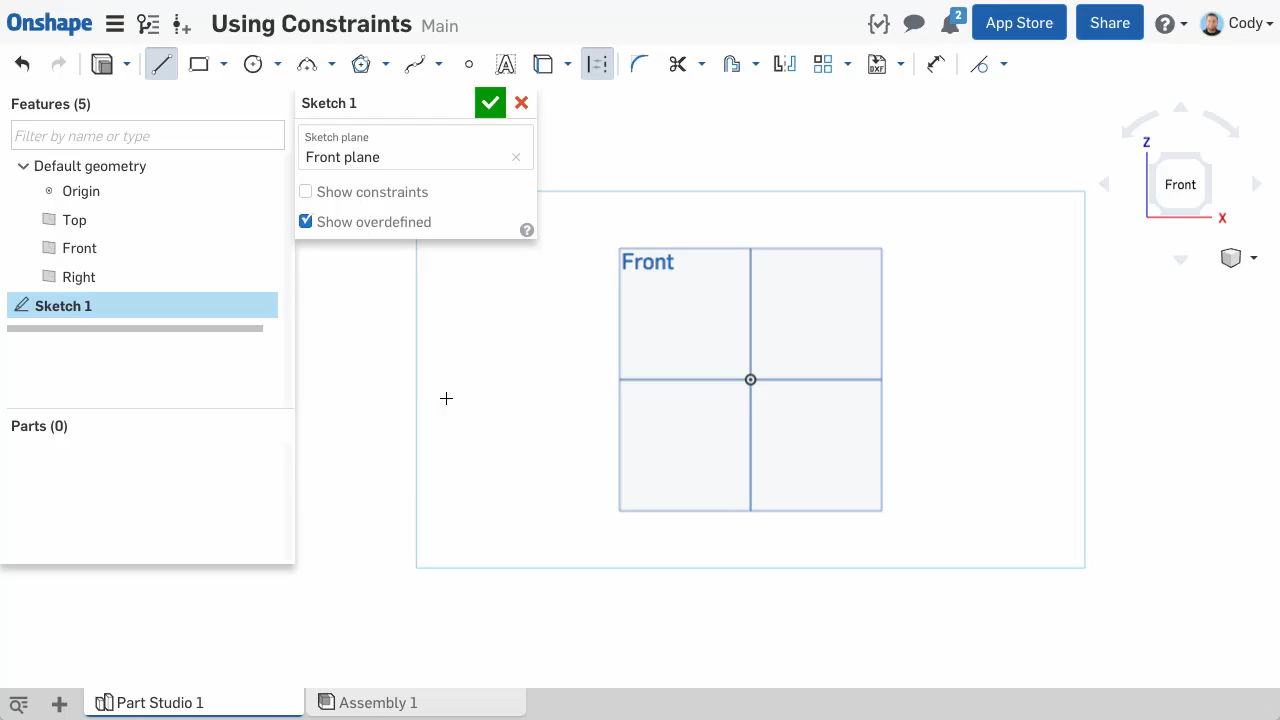 Onshape Using Constraints Main 2 App Store Share Cody
DXF
Features (5)
Filter by name or type
Default geometry
Origin
Top
Front
Right
Sketch 1
Parts (0)
Sketch 1
Sketch plane
Front plane
Show constraints
Show overdefined
Front
Z
Front
X
Part Studio 1
Assembly 1